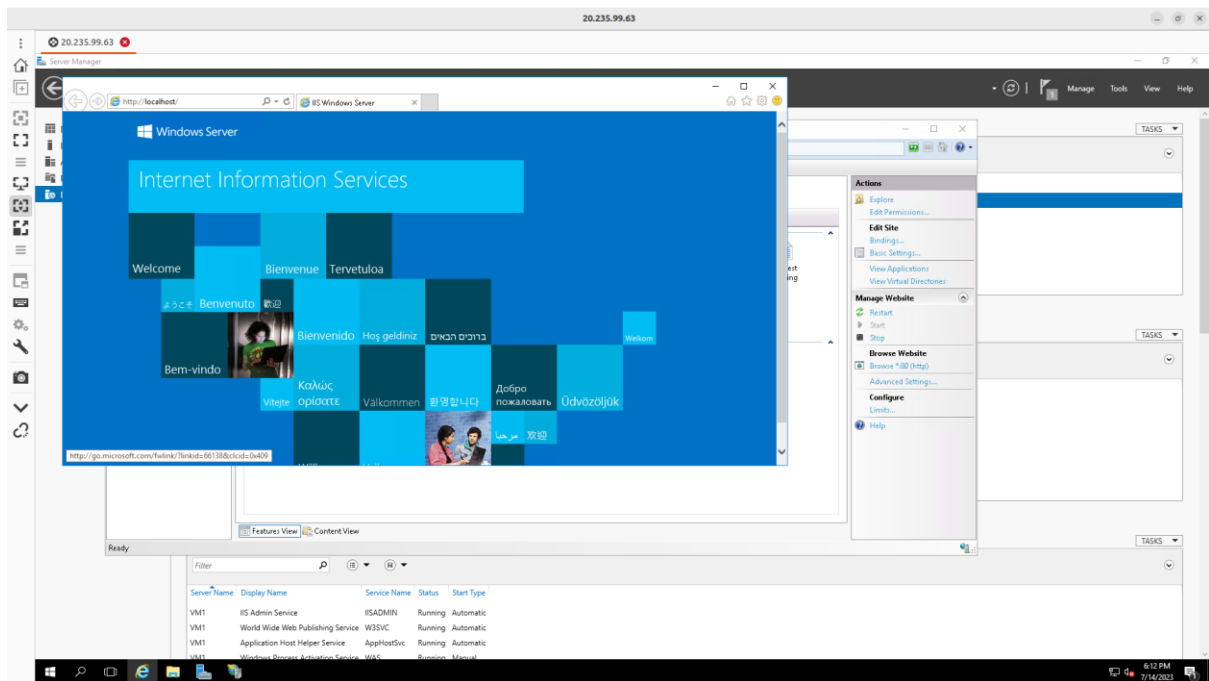 20.235.99.63
20.235.99.63
Server Manager
Manage Tools View Help
http://localhost/
IIS Windows Server
Windows Server
Internet Information Services
Welcome
Bienvenue
Tervetuloa
ようこそ
Benvenuto
歡迎
Bienvenido
Hoş geldiniz
ברוכים הבאים
Welkom
Bem-vindo
Vítejte
Καλώς
ορίσατε
Välkommen
환영합니다
Добро
пожаловать
Üdvözöljük
مرحبا
欢迎
http://go.microsoft.com/fwlink/?linkid=66138&clcid=0x409
Actions
Explore
Edit Permissions...
Edit Site
Bindings...
Basic Settings...
View Applications
View Virtual Directories
Manage Website
Restart
Start
Stop
Browse Website
Browse *:80 (http)
Advanced Settings...
Configure
Limits...
Help
TASKS
TASKS
TASKS
Features View
Content View
Ready
Filter
Server Name Display Name Service Name Status Start Type
VM1 IIS Admin Service IISADMIN Running Automatic
VM1 World Wide Web Publishing Service W3SVC Running Automatic
VM1 Application Host Helper Service AppHostSvc Running Automatic
VM1 Windows Process Activation Service WAS Running Manual
6:12 PM
7/14/2023